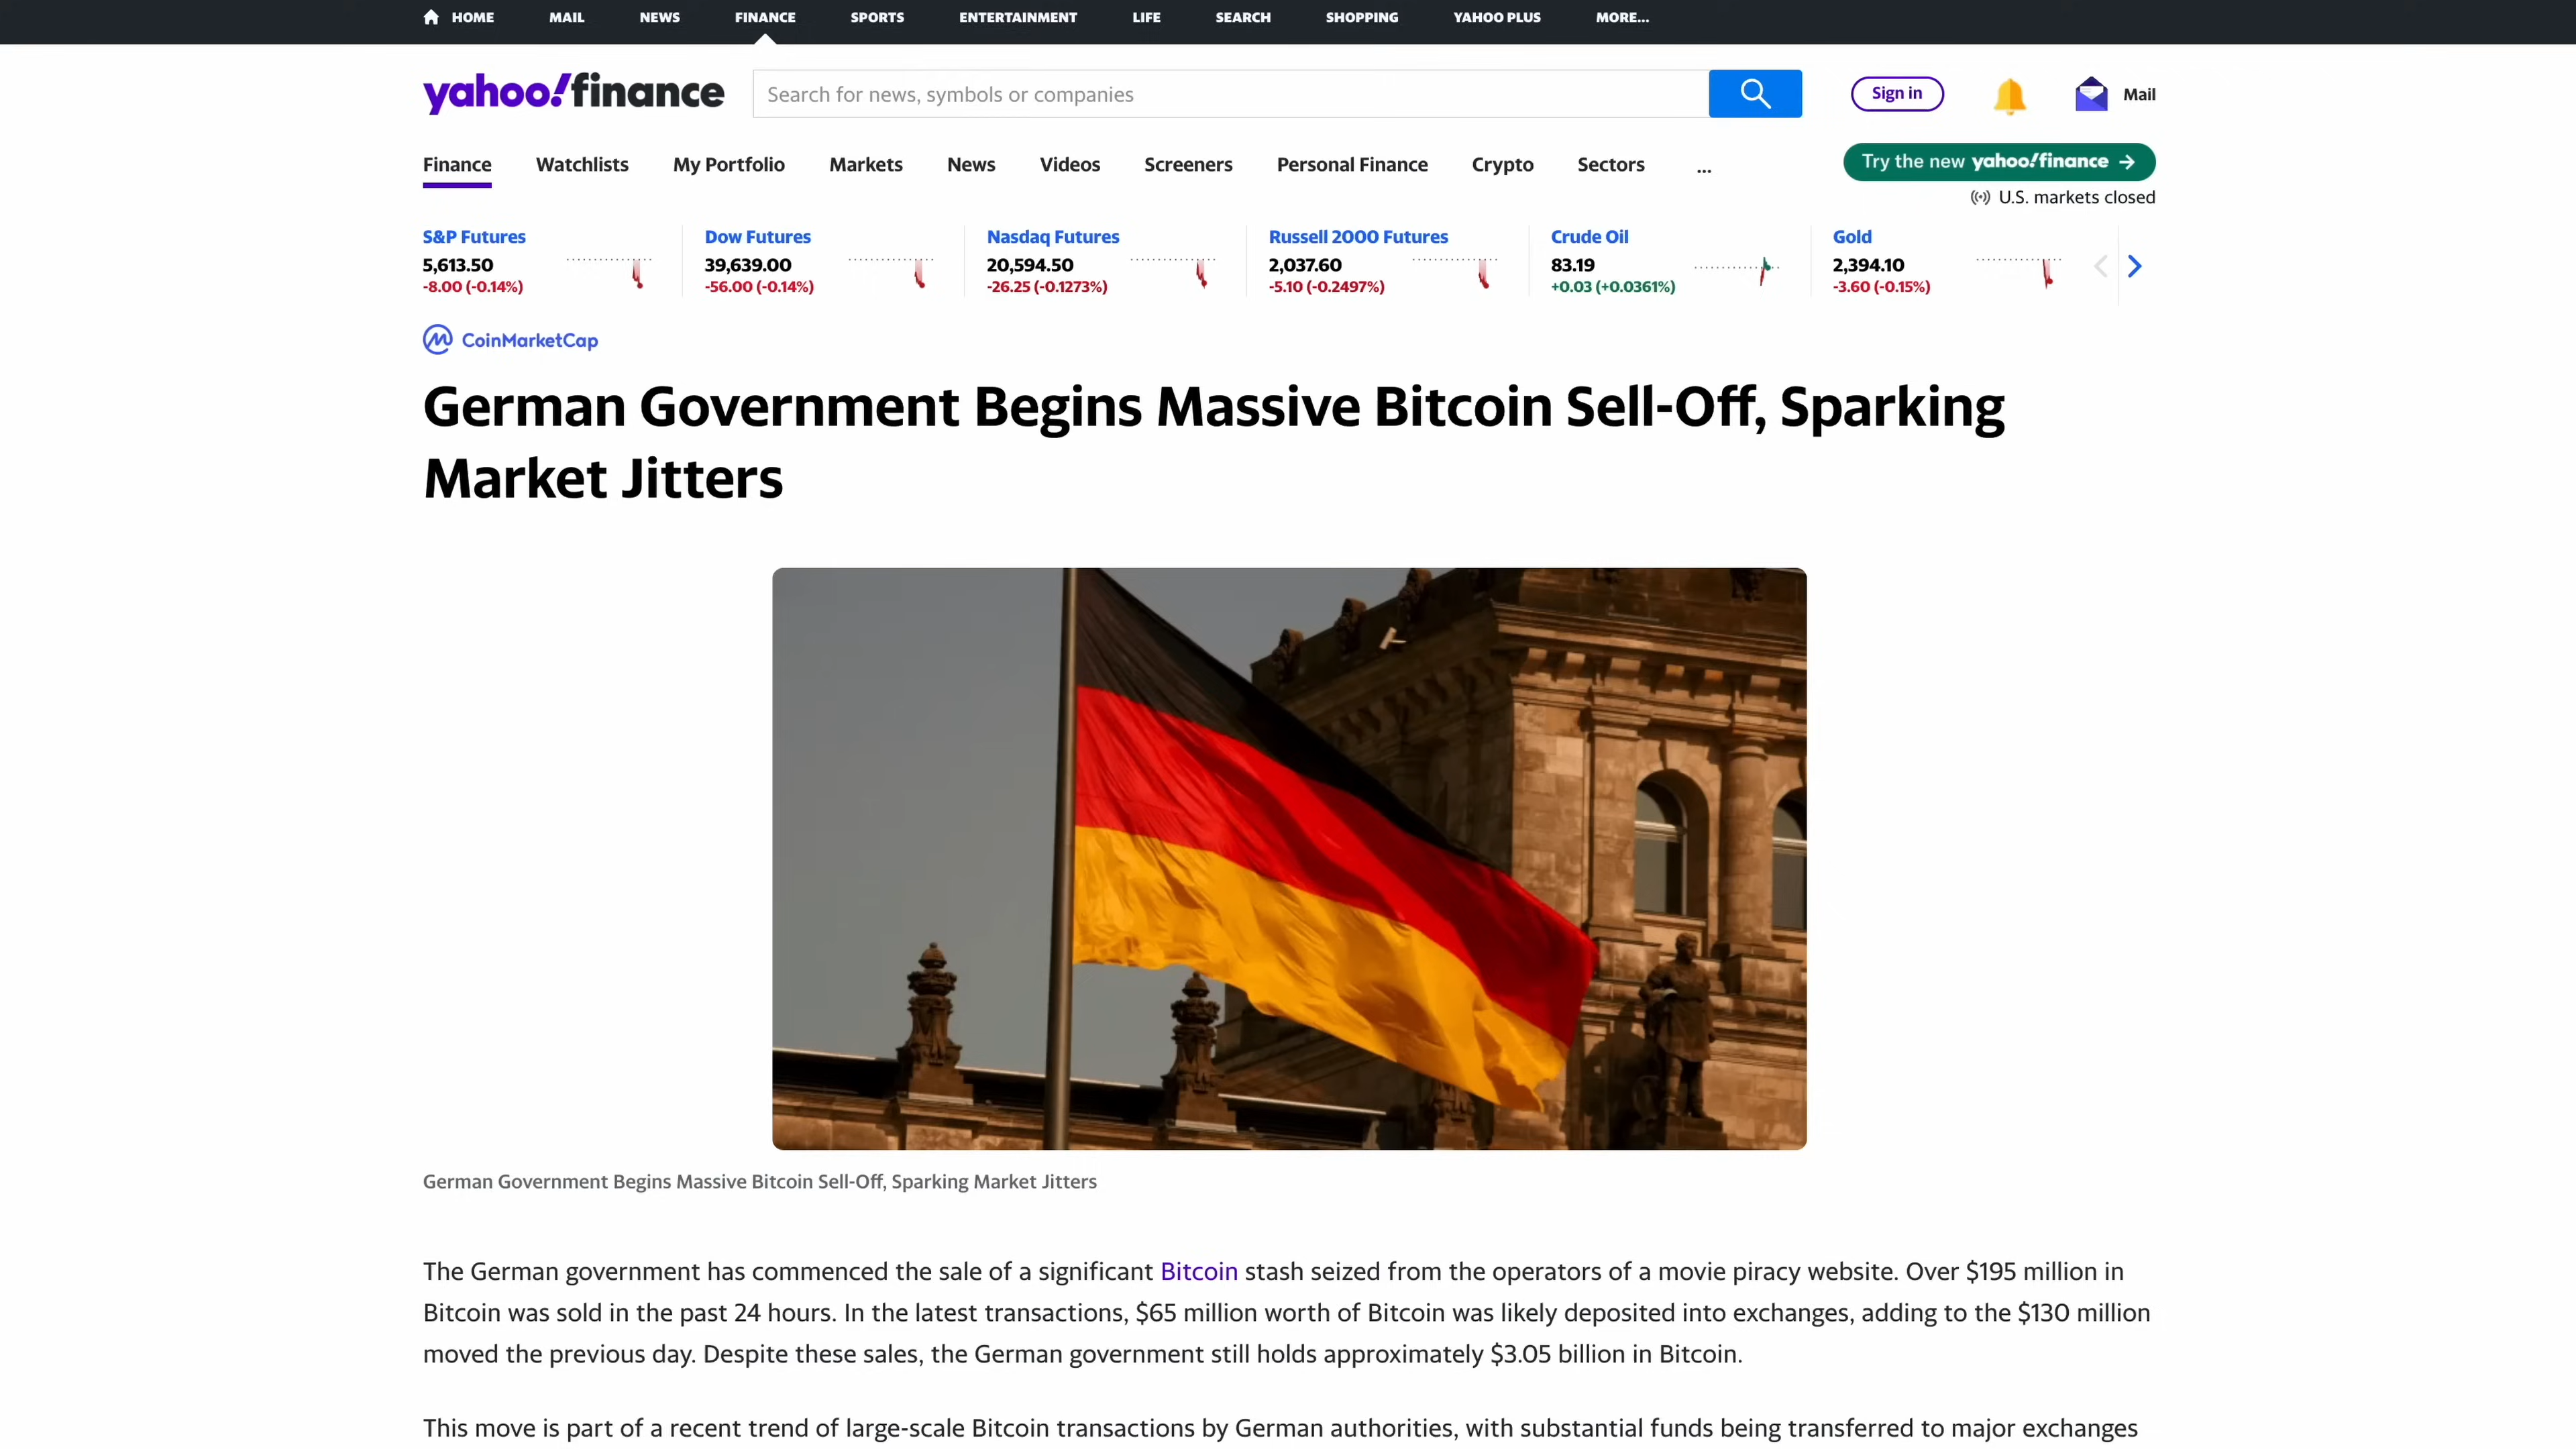 HOME MAIL NEWS FINANCE SPORTS ENTERTAINMENT LIFE SEARCH SHOPPING YAHOO PLUS MORE...
yahoo!finance
Search for news, symbols or companies
Sign in
Mail
Finance Watchlists My Portfolio Markets News Videos Screeners Personal Finance Crypto Sectors ...
Try the new yahoo!finance →
U.S. markets closed
S&P Futures
5,613.50
-8.00 (-0.14%)
Dow Futures
39,639.00
-56.00 (-0.14%)
Nasdaq Futures
20,594.50
-26.25 (-0.1273%)
Russell 2000 Futures
2,037.60
-5.10 (-0.2497%)
Crude Oil
83.19
+0.03 (+0.0361%)
Gold
2,394.10
-3.60 (-0.15%)
CoinMarketCap
German Government Begins Massive Bitcoin Sell-Off, Sparking
Market Jitters
German Government Begins Massive Bitcoin Sell-Off, Sparking Market Jitters
The German government has commenced the sale of a significant Bitcoin stash seized from the operators of a movie piracy website. Over $195 million in
Bitcoin was sold in the past 24 hours. In the latest transactions, $65 million worth of Bitcoin was likely deposited into exchanges, adding to the $130 million
moved the previous day. Despite these sales, the German government still holds approximately $3.05 billion in Bitcoin.
This move is part of a recent trend of large-scale Bitcoin transactions by German authorities, with substantial funds being transferred to major exchanges